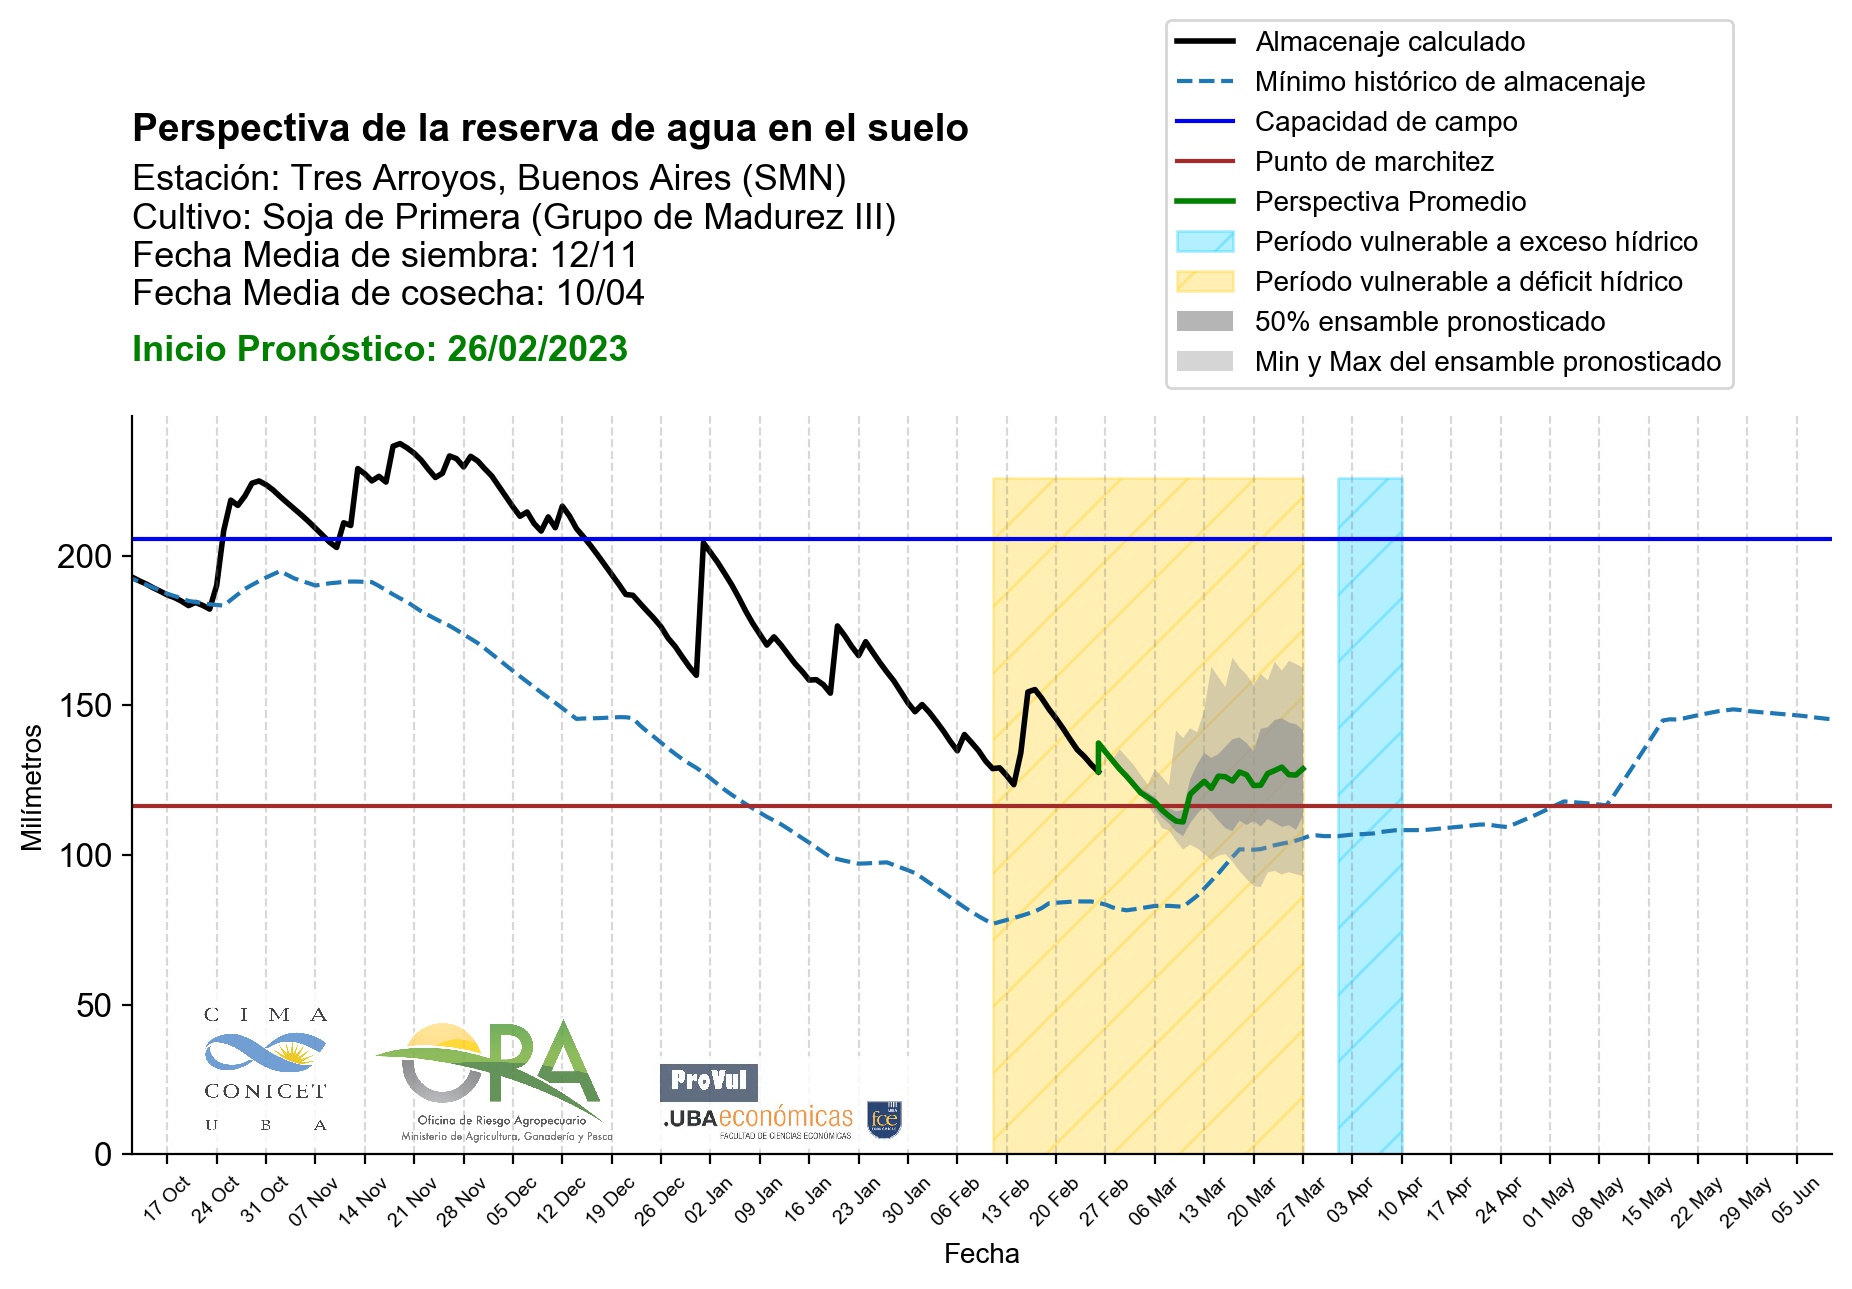 Almacenaje calculado
Mínimo histórico de almacenaje
Capacidad de campo
Punto de marchitez
Perspectiva Promedio
Período vulnerable a exceso hídrico
Período vulnerable a déficit hídrico
50% ensamble pronosticado
Min y Max del ensamble pronosticado
Perspectiva de la reserva de agua en el suelo
Estación: Tres Arroyos, Buenos Aires (SMN)
Cultivo: Soja de Primera (Grupo de Madurez III)
Fecha Media de siembra: 12/11
Fecha Media de cosecha: 10/04
Inicio Pronóstico: 26/02/2023
Milímetros
200
150
100
50
0
CIMA
CONICET
UBA
ORA
Oficina de Riesgo Agropecuario
Ministerio de Agricultura, Ganadería y Pesca
ProVul
.UBAeconómicas
FACULTAD DE CIENCIAS ECONÓMICAS
fce
17 Oct
24 Oct
31 Oct
07 Nov
14 Nov
21 Nov
28 Nov
05 Dec
12 Dec
19 Dec
26 Dec
02 Jan
09 Jan
16 Jan
23 Jan
30 Jan
06 Feb
13 Feb
20 Feb
27 Feb
06 Mar
13 Mar
20 Mar
27 Mar
03 Apr
10 Apr
17 Apr
24 Apr
01 May
08 May
15 May
22 May
29 May
05 Jun
Fecha